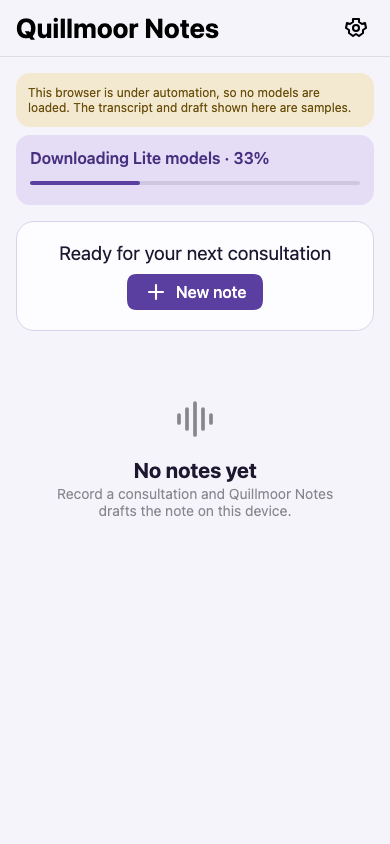 Quillmoor Notes
This browser is under automation, so no models are
loaded. The transcript and draft shown here are samples.
Downloading Lite models · 33%
Ready for your next consultation
New note
No notes yet
Record a consultation and Quillmoor Notes
drafts the note on this device.